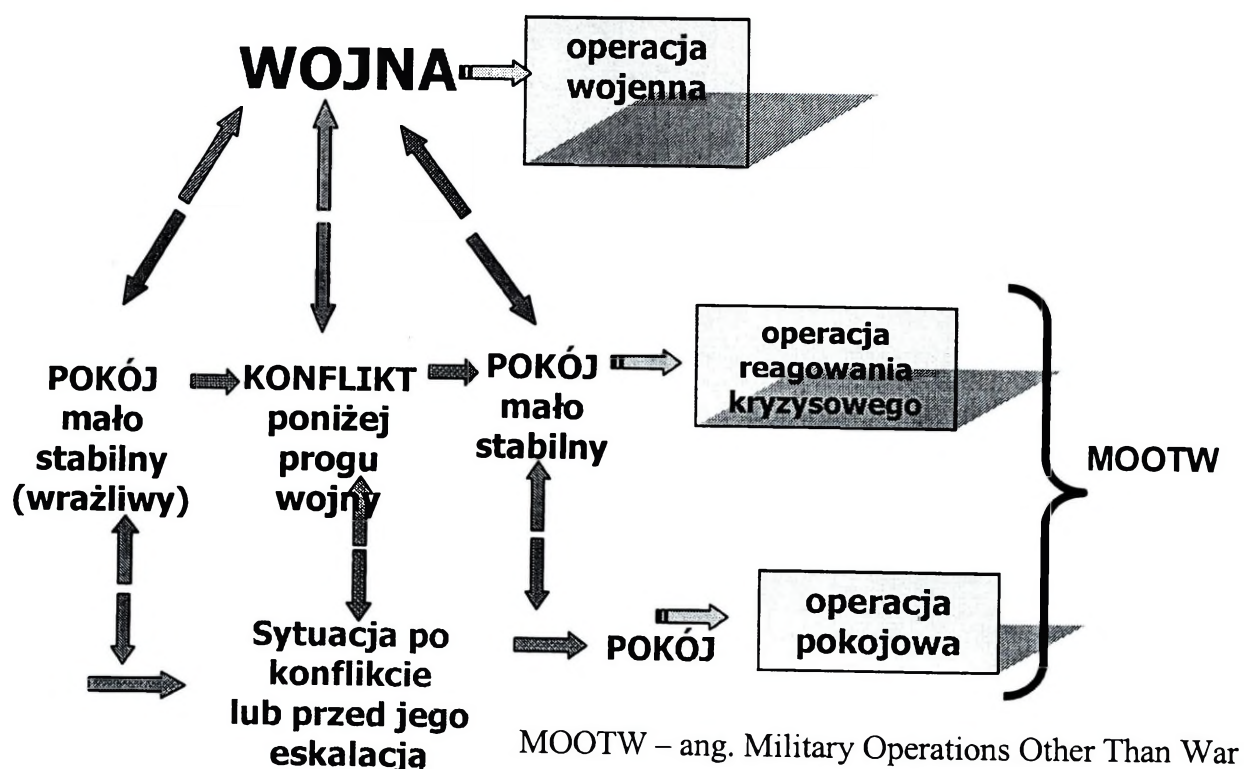 WOJNA
operacja
wojenna
POKÓJ
mało
stabilny
(wrażliwy)
KONFLIKT
poniżej
progu
wojny
POKÓJ
mało
stabilny
operacja
reagowania
kryzysowego
MOOTW
Sytuacja po
konflikcie
lub przed jego
eskalacją
POKÓJ
operacja
pokojowa
MOOTW – ang. Military Operations Other Than War